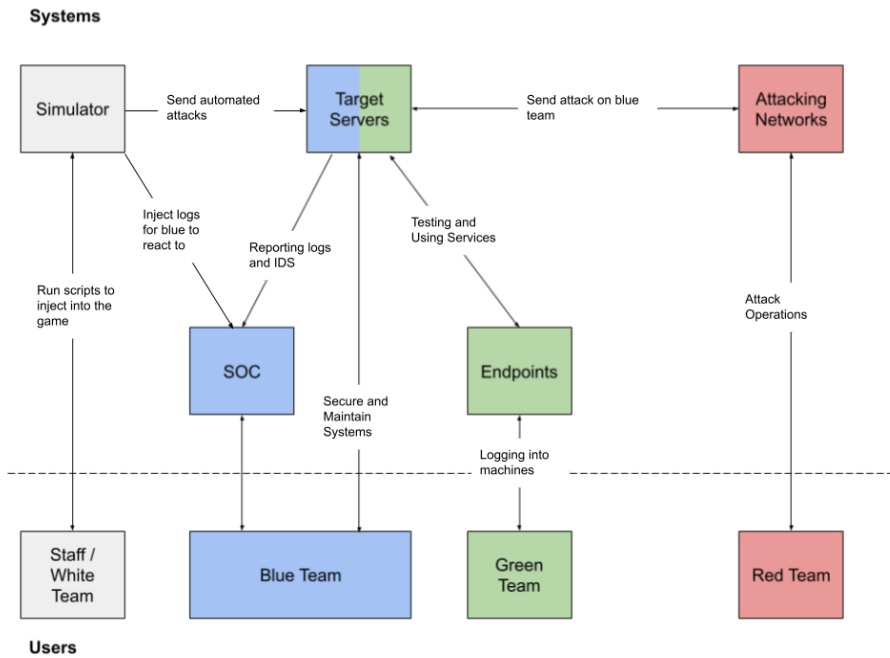 Systems
Simulator
Send automated
attacks
Target
Servers
Send attack on blue
team
Attacking
Networks
Inject logs
for blue to
react to
Reporting logs
and IDS
Testing and
Using Services
Run scripts to
inject into the
game
Attack
Operations
SOC
Endpoints
Secure and
Maintain
Systems
Logging into
machines
Staff /
White
Team
Blue Team
Green
Team
Red Team
Users